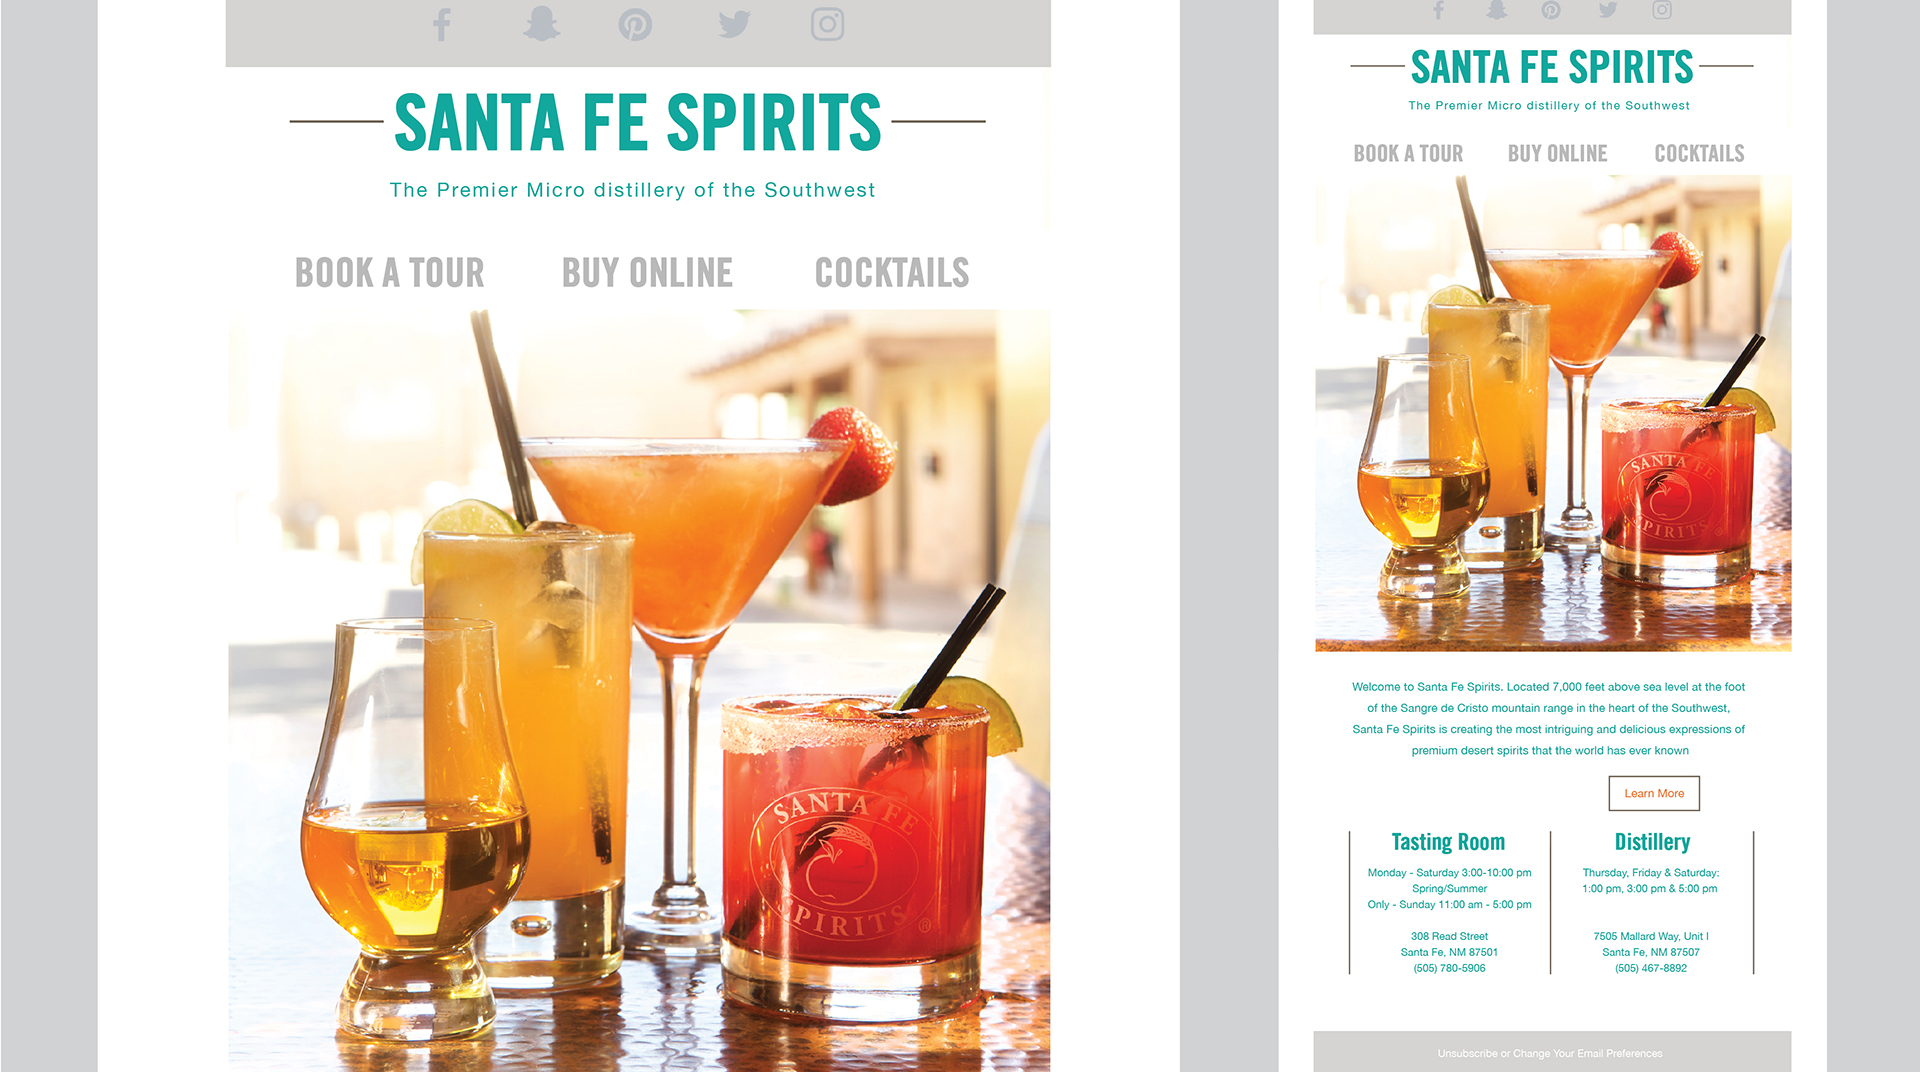 SANTA FE SPIRITS
The Premier Micro distillery of the Southwest
BOOK A TOUR BUY ONLINE COCKTAILS
SANTA FE
SPIRITS ®
SANTA FE SPIRITS
The Premier Micro distillery of the Southwest
BOOK A TOUR BUY ONLINE COCKTAILS
SANTA FE
SPIRITS ®
Welcome to Santa Fe Spirits. Located 7,000 feet above sea level at the foot
of the Sangre de Cristo mountain range in the heart of the Southwest,
Santa Fe Spirits is creating the most intriguing and delicious expressions of
premium desert spirits that the world has ever known
Learn More
Tasting Room
Monday - Saturday 3:00-10:00 pm
Spring/Summer
Only - Sunday 11:00 am - 5:00 pm
308 Read Street
Santa Fe, NM 87501
(505) 780-5906
Distillery
Thursday, Friday & Saturday:
1:00 pm, 3:00 pm & 5:00 pm
7505 Mallard Way, Unit I
Santa Fe, NM 87507
(505) 467-8892
Unsubscribe or Change Your Email Preferences